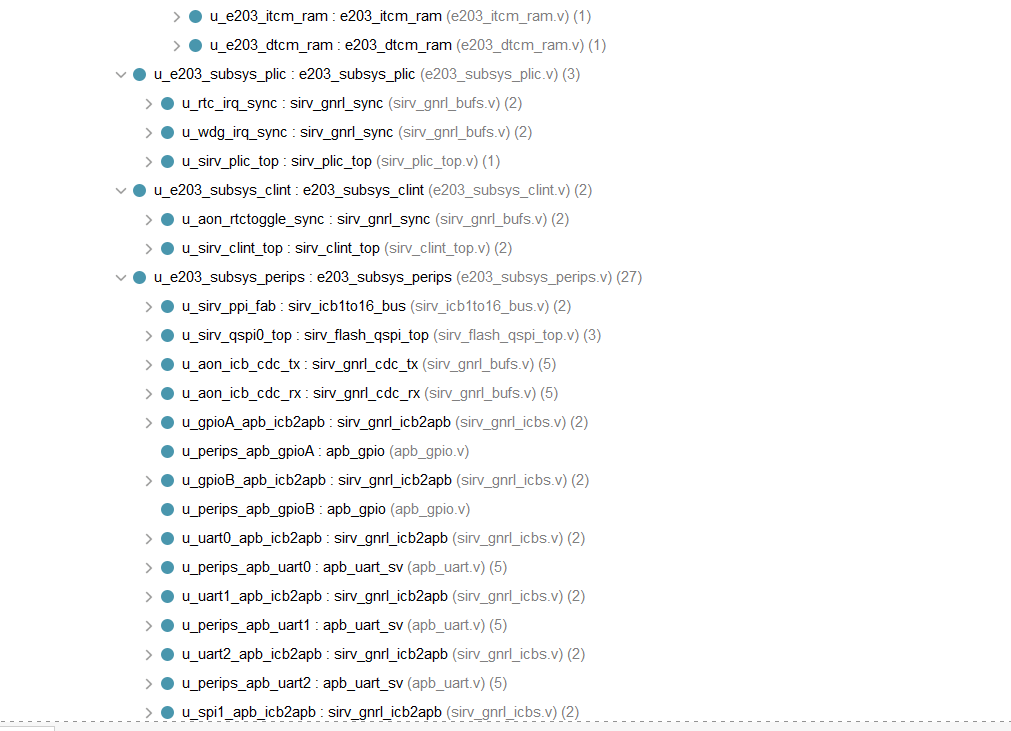 u_e203_itcm_ram : e203_itcm_ram (e203_itcm_ram.v) (1)
u_e203_dtcm_ram : e203_dtcm_ram (e203_dtcm_ram.v) (1)
u_e203_subsys_plic : e203_subsys_plic (e203_subsys_plic.v) (3)
u_rtc_irq_sync : sirv_gnrl_sync (sirv_gnrl_bufs.v) (2)
u_wdg_irq_sync : sirv_gnrl_sync (sirv_gnrl_bufs.v) (2)
u_sirv_plic_top : sirv_plic_top (sirv_plic_top.v) (1)
u_e203_subsys_clint : e203_subsys_clint (e203_subsys_clint.v) (2)
u_aon_rtctoggle_sync : sirv_gnrl_sync (sirv_gnrl_bufs.v) (2)
u_sirv_clint_top : sirv_clint_top (sirv_clint_top.v) (2)
u_e203_subsys_perips : e203_subsys_perips (e203_subsys_perips.v) (27)
u_sirv_ppi_fab : sirv_icb1to16_bus (sirv_icb1to16_bus.v) (2)
u_sirv_qspi0_top : sirv_flash_qspi_top (sirv_flash_qspi_top.v) (3)
u_aon_icb_cdc_tx : sirv_gnrl_cdc_tx (sirv_gnrl_bufs.v) (5)
u_aon_icb_cdc_rx : sirv_gnrl_cdc_rx (sirv_gnrl_bufs.v) (5)
u_gpioA_apb_icb2apb : sirv_gnrl_icb2apb (sirv_gnrl_icbs.v) (2)
u_perips_apb_gpioA : apb_gpio (apb_gpio.v)
u_gpioB_apb_icb2apb : sirv_gnrl_icb2apb (sirv_gnrl_icbs.v) (2)
u_perips_apb_gpioB : apb_gpio (apb_gpio.v)
u_uart0_apb_icb2apb : sirv_gnrl_icb2apb (sirv_gnrl_icbs.v) (2)
u_perips_apb_uart0 : apb_uart_sv (apb_uart.v) (5)
u_uart1_apb_icb2apb : sirv_gnrl_icb2apb (sirv_gnrl_icbs.v) (2)
u_perips_apb_uart1 : apb_uart_sv (apb_uart.v) (5)
u_uart2_apb_icb2apb : sirv_gnrl_icb2apb (sirv_gnrl_icbs.v) (2)
u_perips_apb_uart2 : apb_uart_sv (apb_uart.v) (5)
u_spi1_apb_icb2apb : sirv_gnrl_icb2apb (sirv_gnrl_icbs.v) (2)